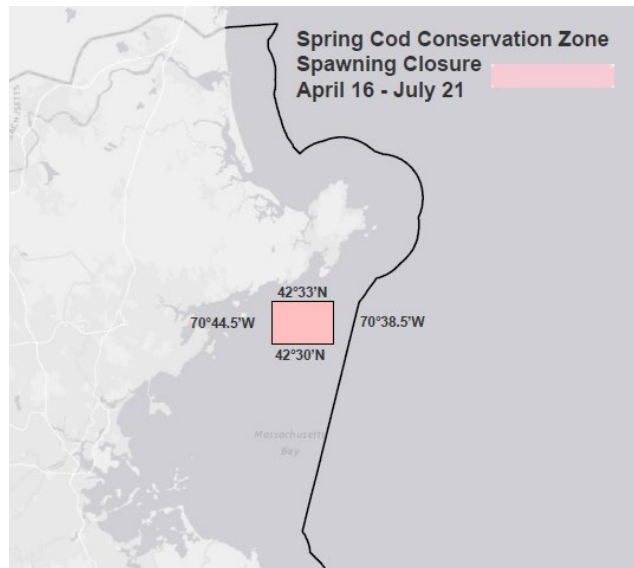 Spring Cod Conservation Zone
Spawning Closure
April 16 - July 21
42°33'N
70°44.5'W
70°38.5'W
42°30'N
Massachusetts
Bay